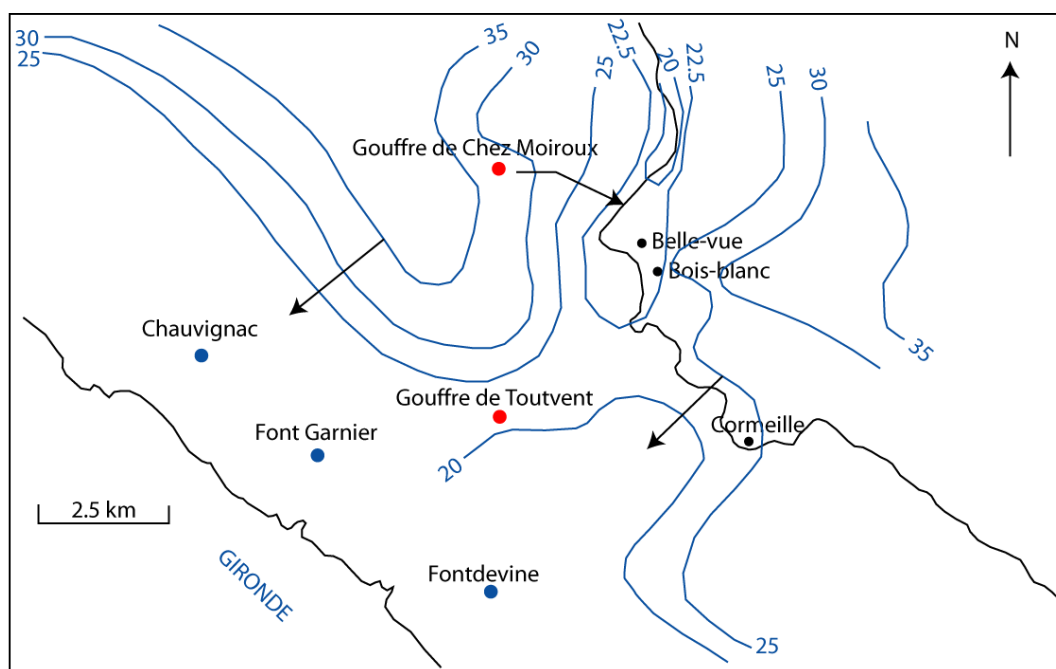 30
25
35
30
25
22.5
20
22.5
25
30
N
Gouffre de Chez Moiroux
Belle-vue
Bois-blanc
Chauvignac
35
Gouffre de Toutvent
Font Garnier
20
Cormeille
2.5 km
GIRONDE
Fontdevine
25